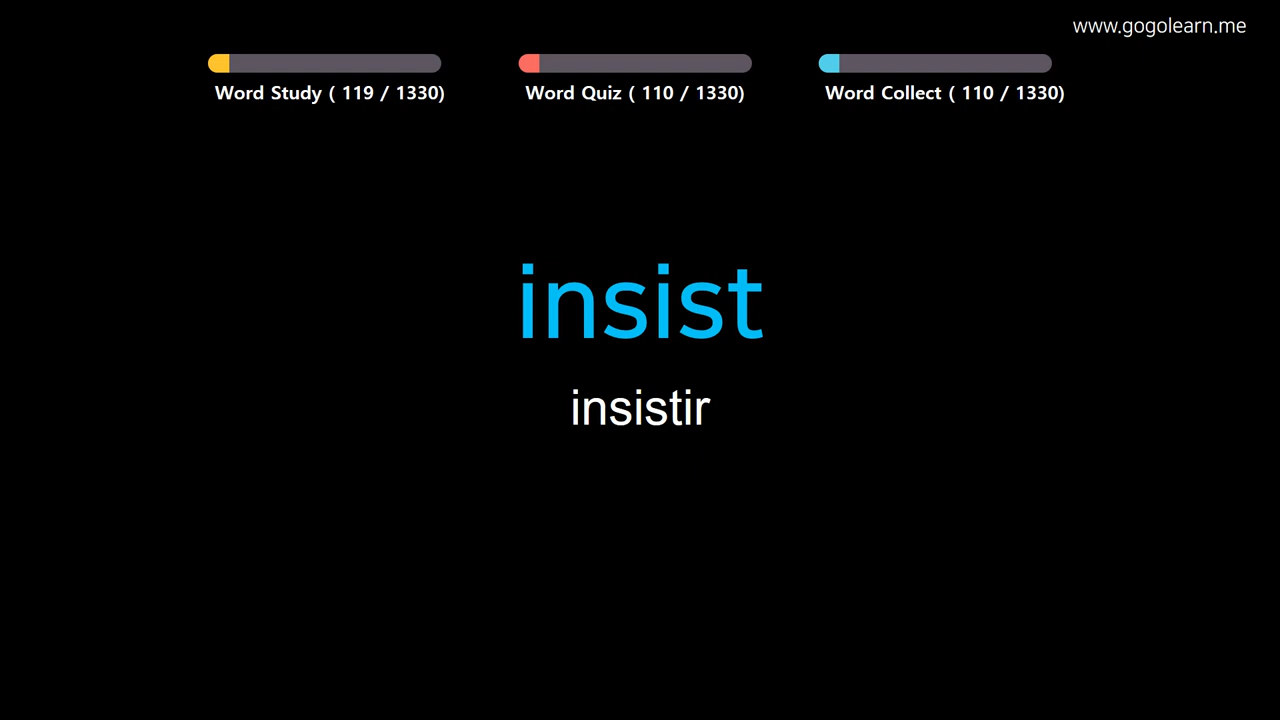 www.gogolearn.me
Word Study ( 119 / 1330)
Word Quiz ( 110 / 1330)
Word Collect ( 110 / 1330)
insist
insistir